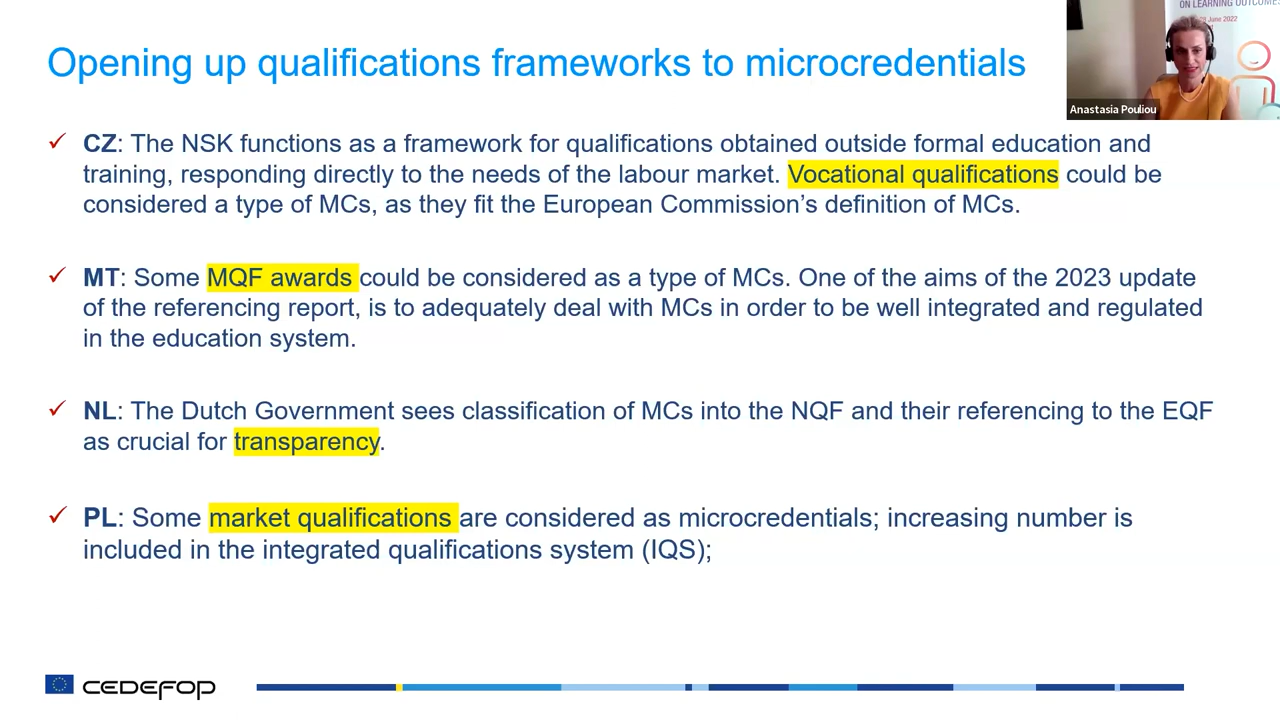 ON LEARNING OUTCOMES
June 2022
Anastasia Pouliou
Opening up qualifications frameworks to microcredentials
✓ CZ: The NSK functions as a framework for qualifications obtained outside formal education and
training, responding directly to the needs of the labour market. Vocational qualifications could be
considered a type of MCs, as they fit the European Commission’s definition of MCs.
✓ MT: Some MQF awards could be considered as a type of MCs. One of the aims of the 2023 update
of the referencing report, is to adequately deal with MCs in order to be well integrated and regulated
in the education system.
✓ NL: The Dutch Government sees classification of MCs into the NQF and their referencing to the EQF
as crucial for transparency.
✓ PL: Some market qualifications are considered as microcredentials; increasing number is
included in the integrated qualifications system (IQS);
CEDEFOP